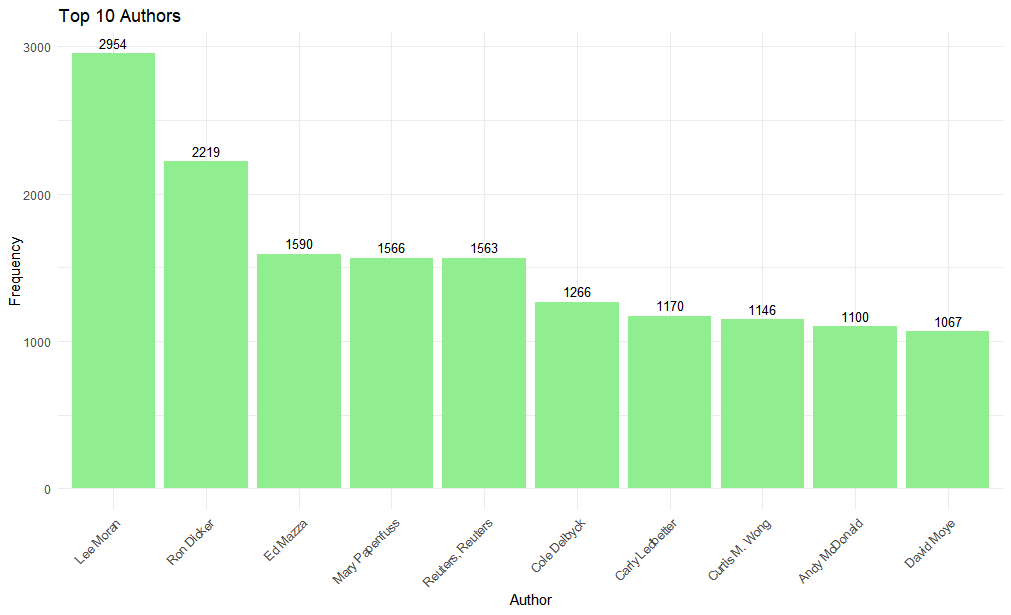 Top 10 Authors
2954
2219
1590
1566
1563
1266
1170
1146
1100
1067
3000
2000
1000
0
Frequency
Lee Moran
Ron Dicker
Ed Mazza
Mary Papenfuss
Reuters, Reuters
Cole Delbyck
Carly Ledbetter
Curtis M. Wong
Andy McDonald
David Moye
Author